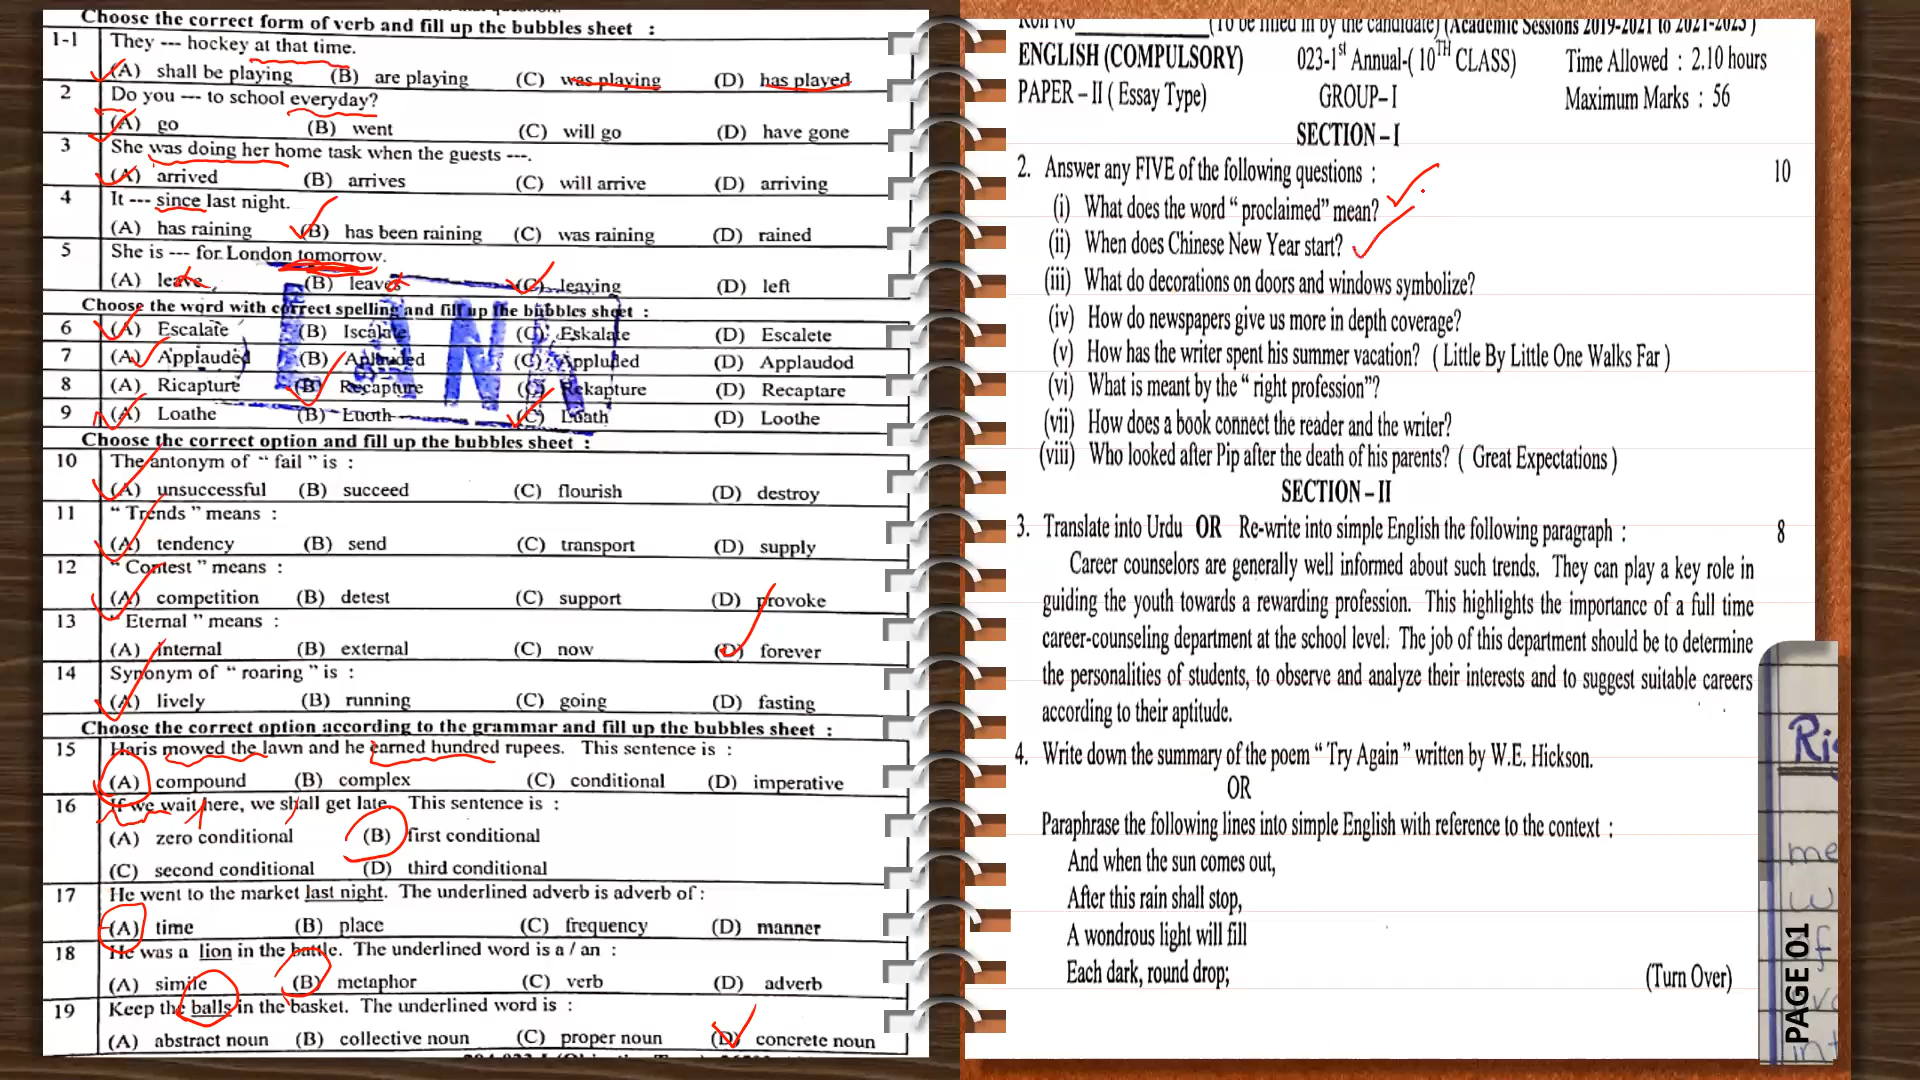 Choose the correct form of verb and fill up the bubbles sheet :
1-1 They --- hockey at that time.
(A) shall be playing (B) are playing (C) was playing (D) has played
2 Do you --- to school everyday?
(A) go (B) went (C) will go (D) have gone
3 She was doing her home task when the guests ---.
(A) arrived (B) arrives (C) will arrive (D) arriving
4 It --- since last night.
(A) has raining (B) has been raining (C) was raining (D) rained
5 She is --- for London tomorrow.
(A) leave (B) leaves (C) leaving (D) left
Choose the word with correct spelling and fill up the bubbles sheet :
6 (A) Escalate (B) Iscalate (C) Eskalate (D) Escalete
7 (A) Applauded (B) Aplauded (C) Appluded (D) Applaudod
8 (A) Ricapture (B) Recapture (C) Rekapture (D) Recaptare
9 (A) Loathe (B) Luoth (C) Loath (D) Loothe
Choose the correct option and fill up the bubbles sheet :
10 The antonym of “ fail ” is :
(A) unsuccessful (B) succeed (C) flourish (D) destroy
11 “ Trends ” means :
(A) tendency (B) send (C) transport (D) supply
12 “ Contest ” means :
(A) competition (B) detest (C) support (D) provoke
13 “ Eternal ” means :
(A) internal (B) external (C) now (D) forever
14 Synonym of “ roaring ” is :
(A) lively (B) running (C) going (D) fasting
Choose the correct option according to the grammar and fill up the bubbles sheet :
15 Haris mowed the lawn and he earned hundred rupees. This sentence is :
(A) compound (B) complex (C) conditional (D) imperative
16 If we wait here, we shall get late. This sentence is :
(A) zero conditional (B) first conditional
(C) second conditional (D) third conditional
17 He went to the market last night. The underlined adverb is adverb of :
(A) time (B) place (C) frequency (D) manner
18 He was a lion in the battle. The underlined word is a / an :
(A) simile (B) metaphor (C) verb (D) adverb
19 Keep the balls in the basket. The underlined word is :
(A) abstract noun (B) collective noun (C) proper noun (D) concrete noun
Roll No (To be filled in by the candidate) (Academic Sessions 2019-2021 to 2021-2023 )
ENGLISH (COMPULSORY) 023-1st Annual-( 10TH CLASS) Time Allowed : 2.10 hours
PAPER – II ( Essay Type) GROUP– I Maximum Marks : 56
SECTION – I
2. Answer any FIVE of the following questions : 10
(i) What does the word “ proclaimed” mean?
(ii) When does Chinese New Year start?
(iii) What do decorations on doors and windows symbolize?
(iv) How do newspapers give us more in depth coverage?
(v) How has the writer spent his summer vacation? ( Little By Little One Walks Far )
(vi) What is meant by the “ right profession”?
(vii) How does a book connect the reader and the writer?
(viii) Who looked after Pip after the death of his parents? ( Great Expectations )
SECTION – II
3. Translate into Urdu OR Re-write into simple English the following paragraph : 8
Career counselors are generally well informed about such trends. They can play a key role in
guiding the youth towards a rewarding profession. This highlights the importance of a full time
career-counseling department at the school level. The job of this department should be to determine
the personalities of students, to observe and analyze their interests and to suggest suitable careers
according to their aptitude.
4. Write down the summary of the poem “ Try Again ” written by W.E. Hickson.
OR
Paraphrase the following lines into simple English with reference to the context :
And when the sun comes out,
After this rain shall stop,
A wondrous light will fill
Each dark, round drop;
(Turn Over)
PAGE 01